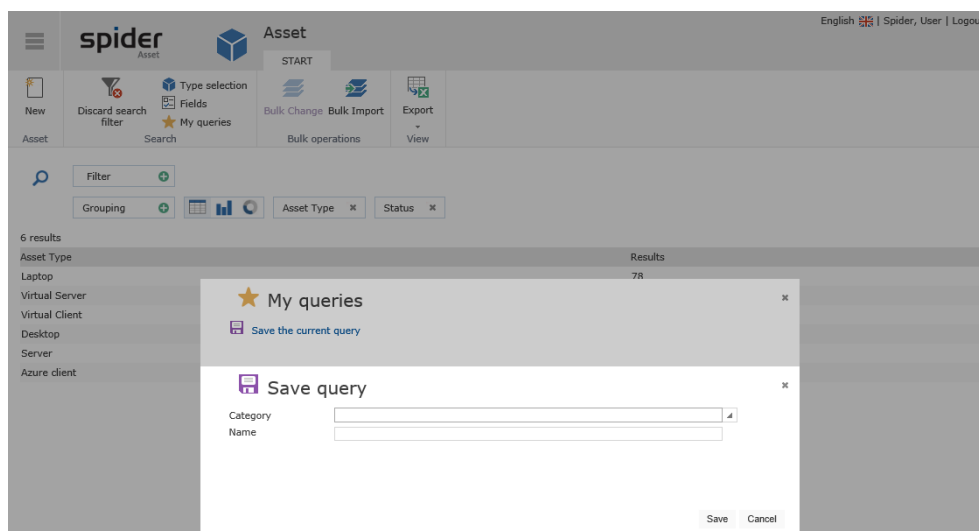 English | Spider, User | Logou
spider
Asset
Asset
START
New
Discard search
filter
Type selection
Fields
My queries
Bulk Change
Bulk Import
Export
Asset
Search
Bulk operations
View
Filter
Grouping
Asset Type
Status
6 results
Asset Type Results
Laptop 78
Virtual Server
Virtual Client
Desktop
Server
Azure client
My queries
Save the current query
Save query
Category
Name
Save Cancel